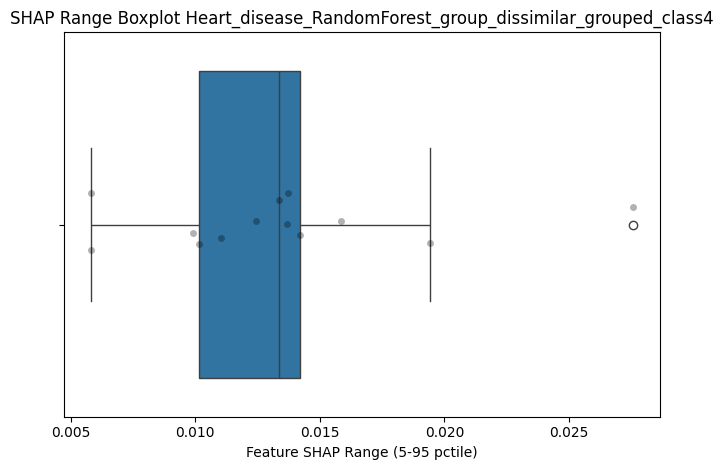 SHAP Range Boxplot Heart_disease_RandomForest_group_dissimilar_grouped_class4
0.005 0.010 0.015 0.020 0.025
Feature SHAP Range (5-95 pctile)